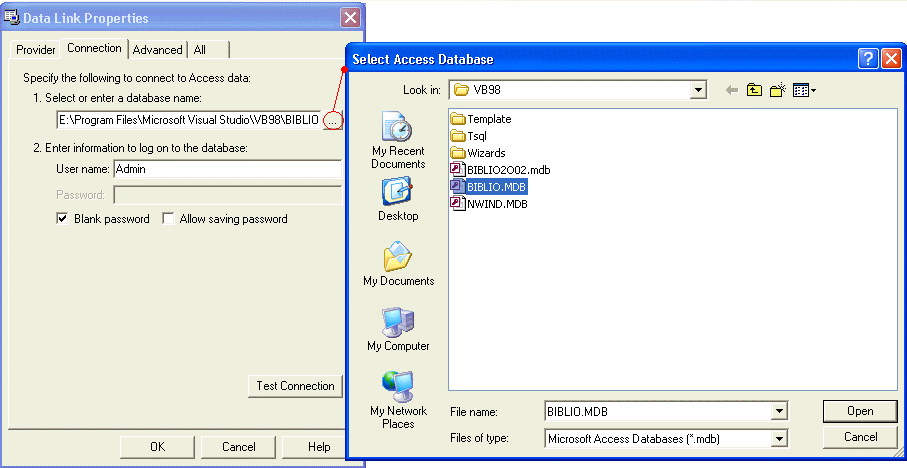 Data Link Properties
Provider Connection Advanced All
Specify the following to connect to Access data:
1. Select or enter a database name:
E:\Program Files\Microsoft Visual Studio\VB98\BIBLIO ...
2. Enter information to log on to the database:
User name: Admin
Password:
Blank password Allow saving password
Test Connection
OK Cancel Help
Select Access Database
Look in: VB98
My Recent
Documents
Desktop
My Documents
My Computer
My Network
Places
Template
Tsql
Wizards
BIBLIO2002.mdb
BIBLIO.MDB
NWIND.MDB
File name: BIBLIO.MDB Open
Files of type: Microsoft Access Databases (*.mdb) Cancel